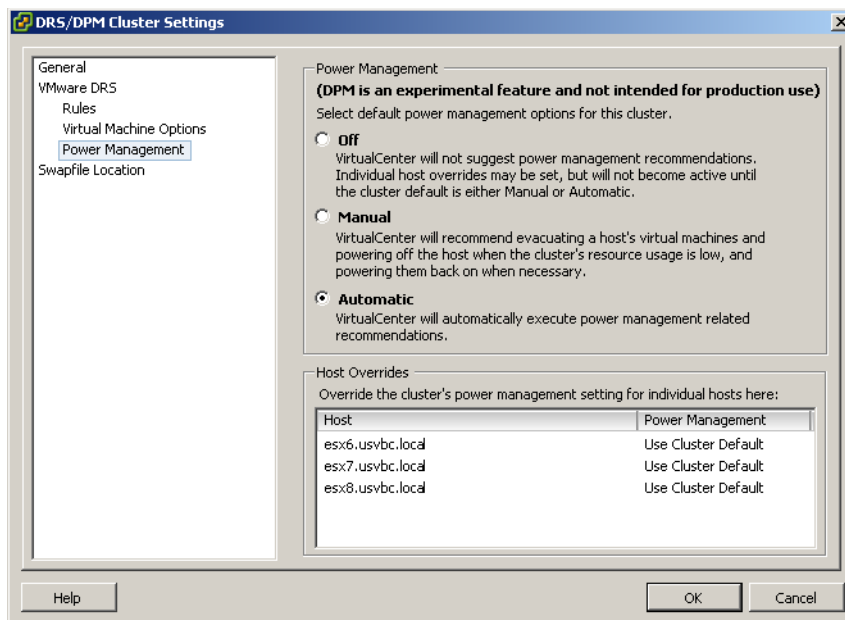 DRS/DPM Cluster Settings
General
VMware DRS
Rules
Virtual Machine Options
Power Management
Swapfile Location
Power Management
(DPM is an experimental feature and not intended for production use)
Select default power management options for this cluster.
Off
VirtualCenter will not suggest power management recommendations.
Individual host overrides may be set, but will not become active until
the cluster default is either Manual or Automatic.
Manual
VirtualCenter will recommend evacuating a host's virtual machines and
powering off the host when the cluster's resource usage is low, and
powering them back on when necessary.
Automatic
VirtualCenter will automatically execute power management related
recommendations.
Host Overrides
Override the cluster's power management setting for individual hosts here:
Host Power Management
esx6.usvbc.local Use Cluster Default
esx7.usvbc.local Use Cluster Default
esx8.usvbc.local Use Cluster Default
Help OK Cancel